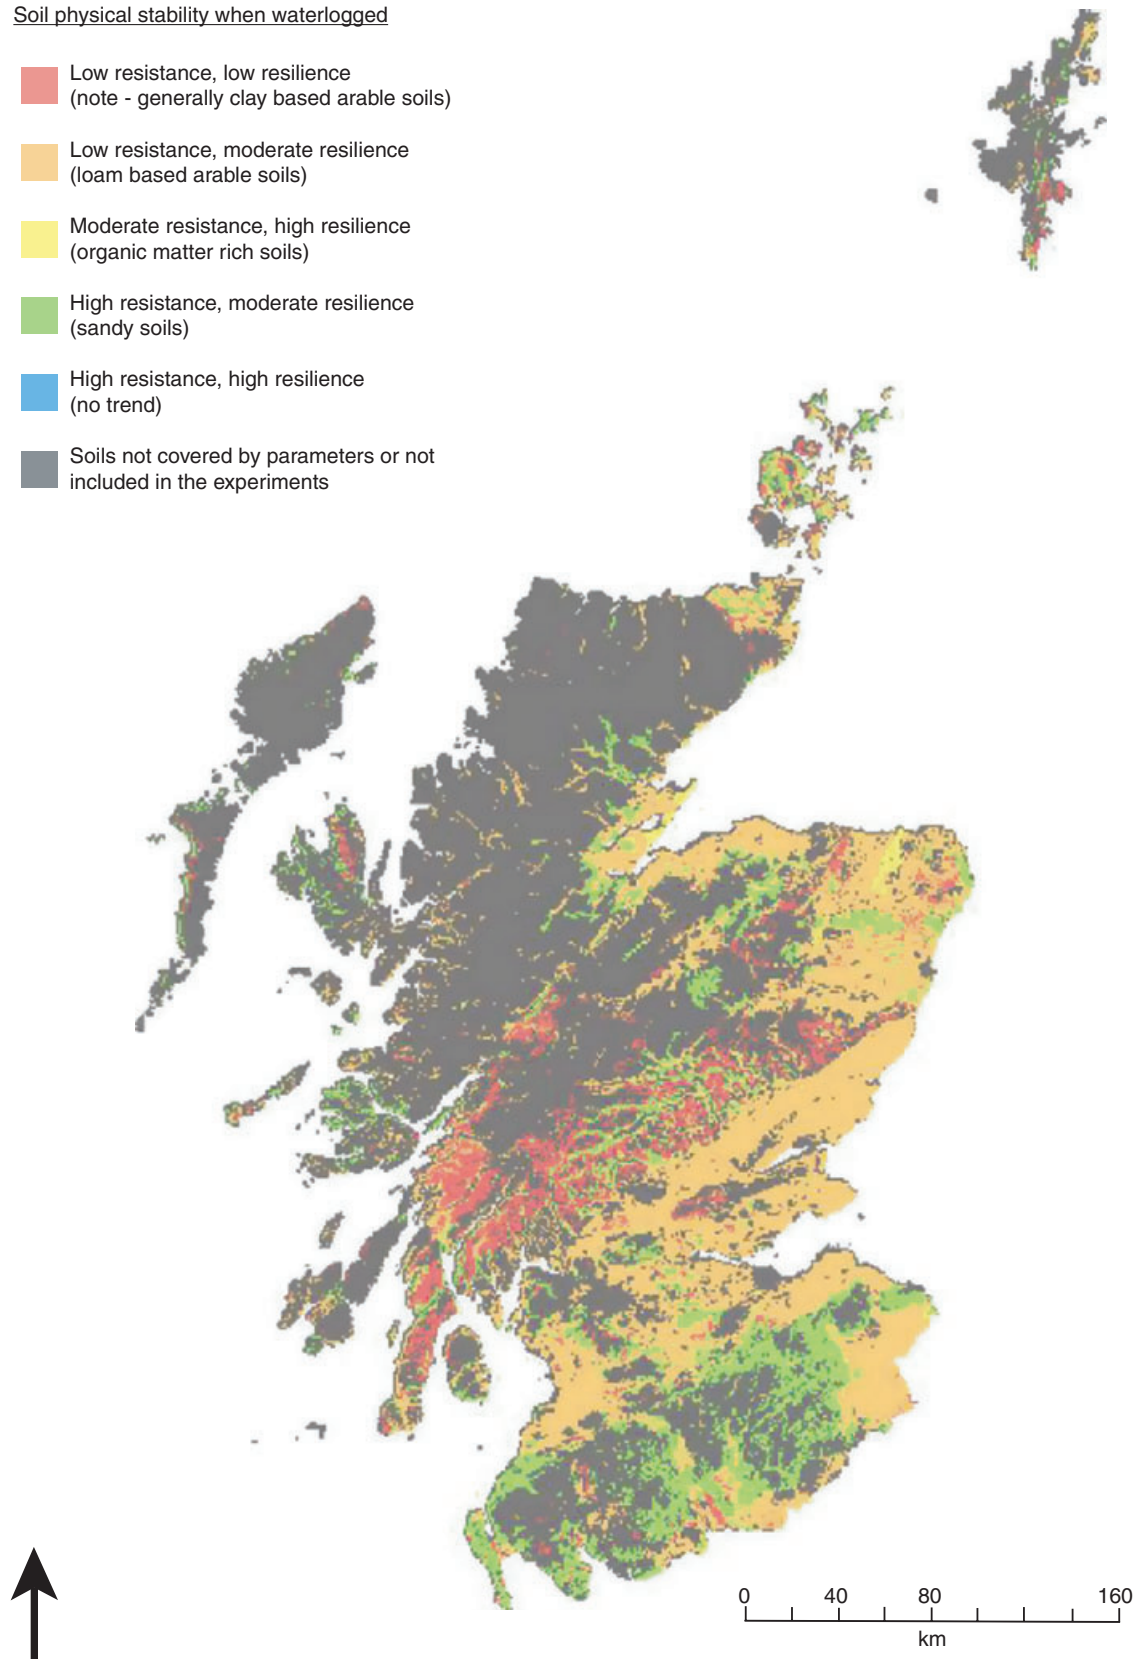 Soil physical stability when waterlogged
Low resistance, low resilience
(note - generally clay based arable soils)
Low resistance, moderate resilience
(loam based arable soils)
Moderate resistance, high resilience
(organic matter rich soils)
High resistance, moderate resilience
(sandy soils)
High resistance, high resilience
(no trend)
Soils not covered by parameters or not
included in the experiments
0 40 80 160
km